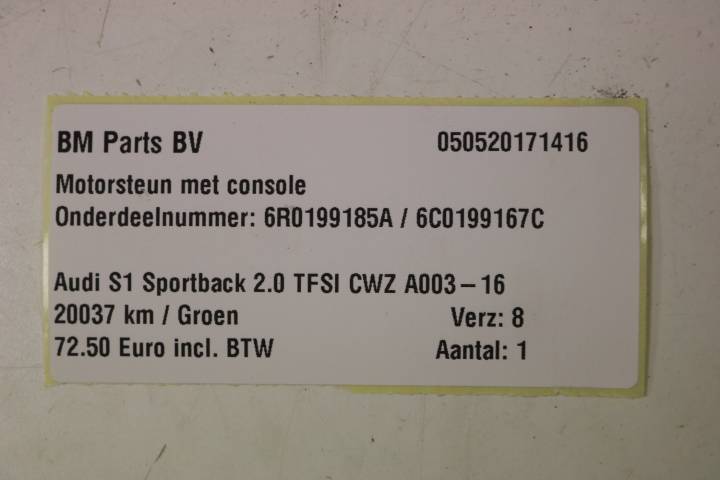 BM Parts BV 050520171416
Motorsteun met console
Onderdeelnummer: 6R0199185A / 6C0199167C
Audi S1 Sportback 2.0 TFSI CWZ A003-16
20037 km / Groen Verz: 8
72.50 Euro incl. BTW Aantal: 1